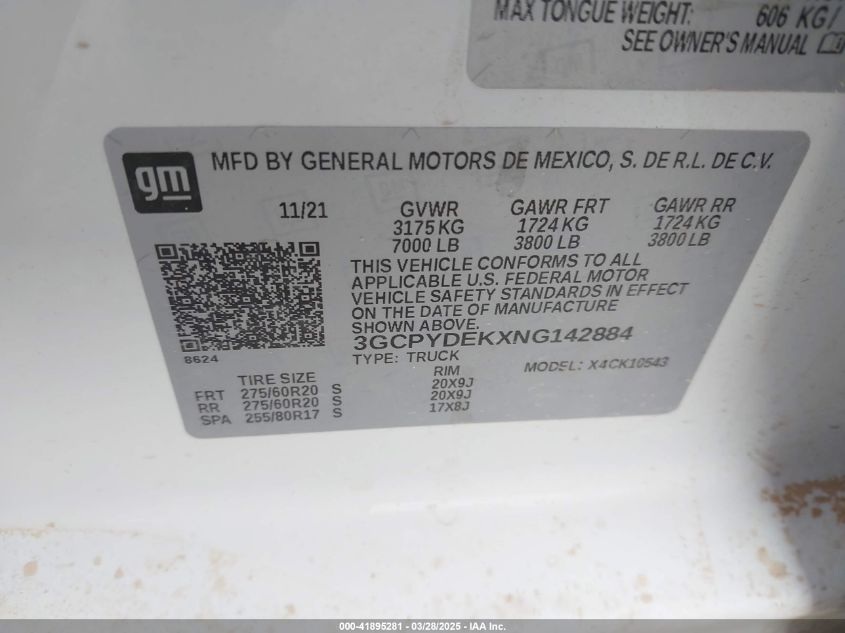 MAX TONGUE WEIGHT: 606 KG/
SEE OWNER'S MANUAL
gm
MFD BY GENERAL MOTORS DE MEXICO, S. DE R.L. DE C.V.
11/21 GVWR GAWR FRT GAWR RR
3175 KG 1724 KG 1724 KG
7000 LB 3800 LB 3800 LB
THIS VEHICLE CONFORMS TO ALL
APPLICABLE U.S. FEDERAL MOTOR
VEHICLE SAFETY STANDARDS IN EFFECT
ON THE DATE OF MANUFACTURE
SHOWN ABOVE.
3GCPYDEKXNG142884
8624
TYPE: TRUCK MODEL: X4CK10543
TIRE SIZE RIM
FRT 275/60R20 S 20X9J
RR 275/60R20 S 20X9J
SPA 255/80R17 S 17X8J
000-41895281 | 03/28/2025 - IAA Inc.